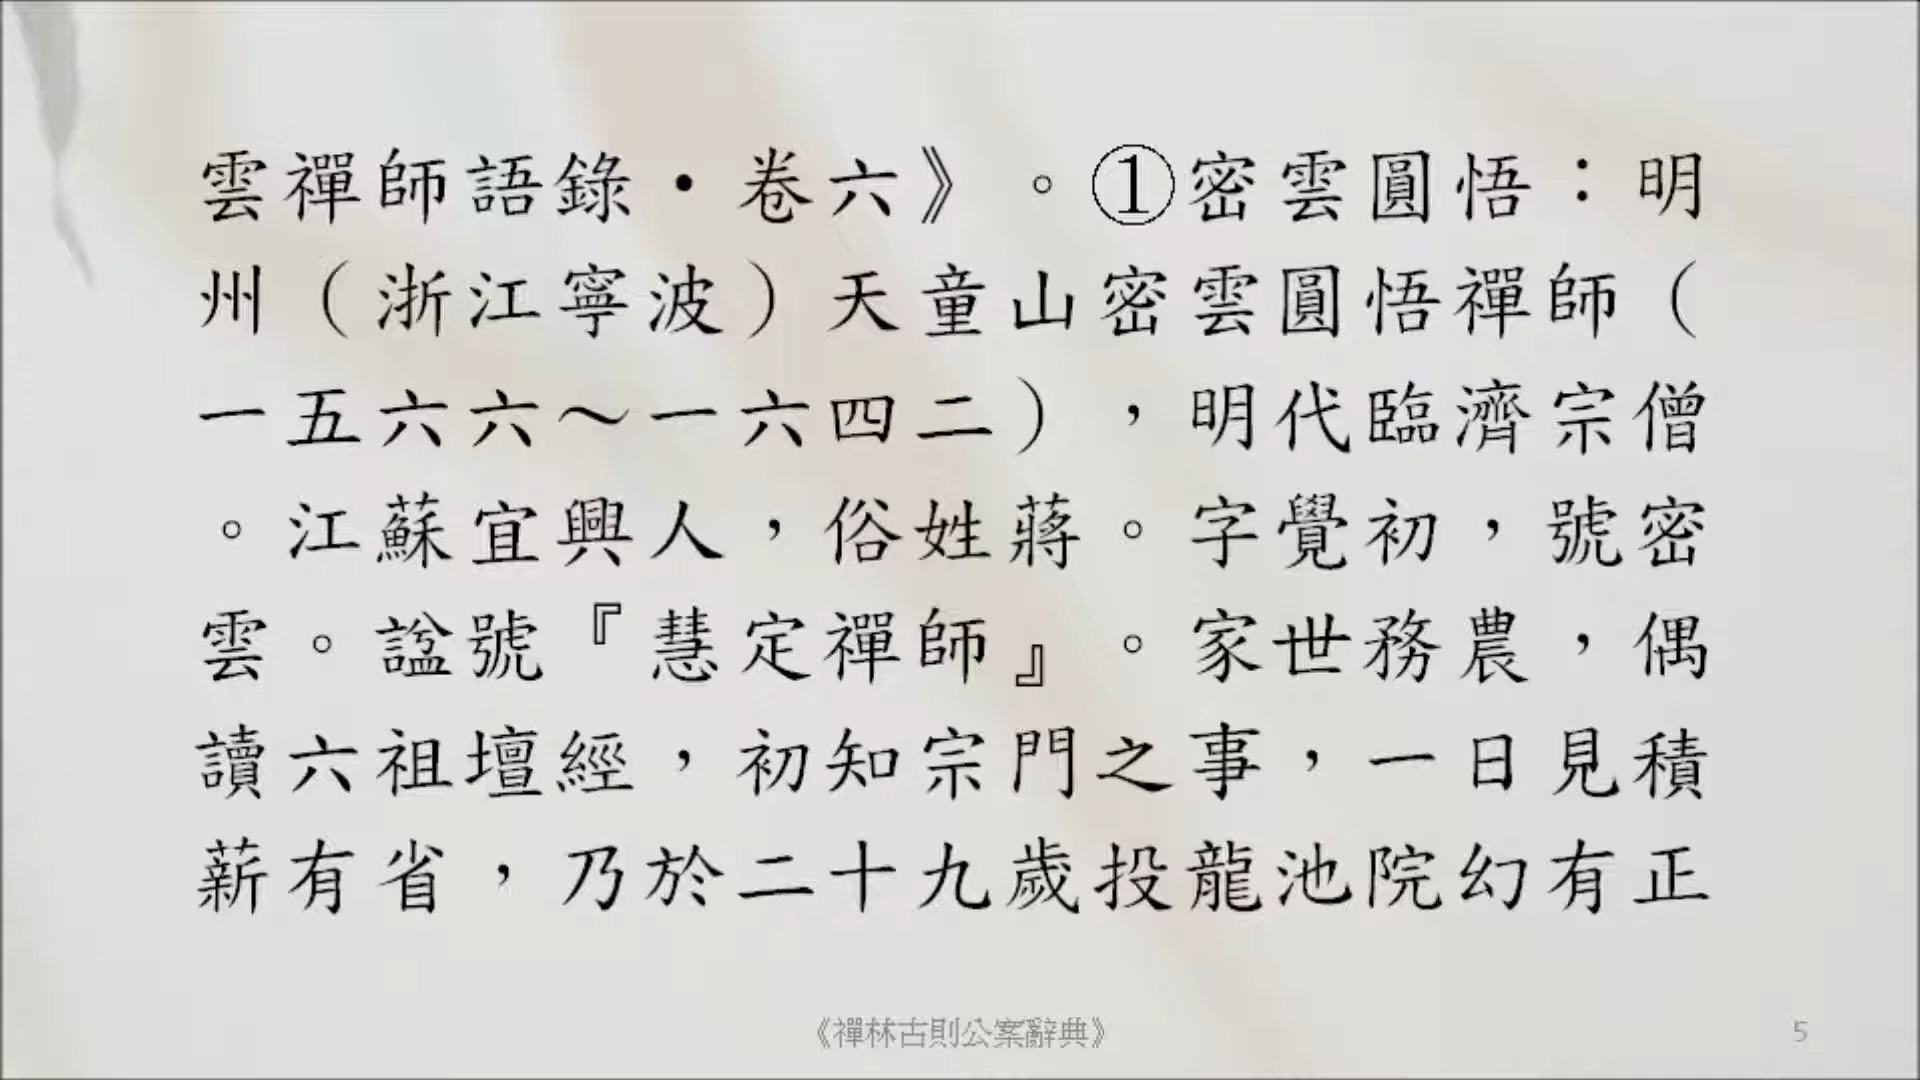 雲禪師語錄・卷六》。①密雲圓悟：明
州（浙江寧波）天童山密雲圓悟禪師（
一五六六～一六四二），明代臨濟宗僧
。江蘇宜興人，俗姓蔣。字覺初，號密
雲。諡號『慧定禪師』。家世務農，偶
讀六祖壇經，初知宗門之事，一日見積
薪有省，乃於二十九歲投龍池院幻有正
《禪林古則公案辭典》
5